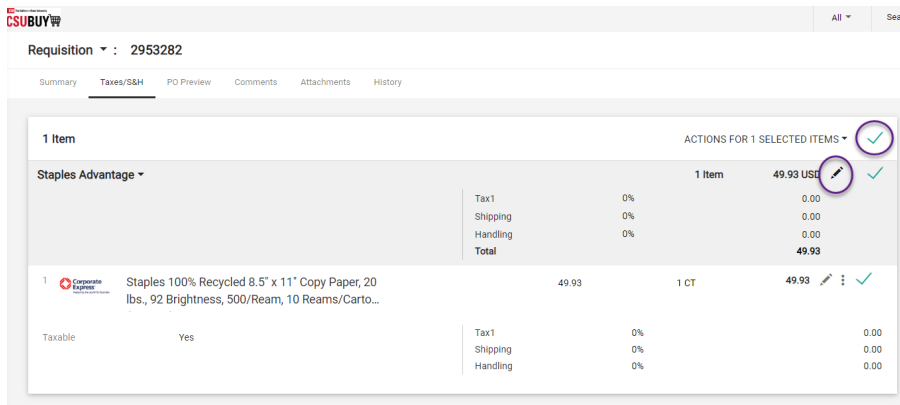 CSUBUY
All
Sea
Requisition : 2953282
Summary Taxes/S&H PO Preview Comments Attachments History
1 Item ACTIONS FOR 1 SELECTED ITEMS
Staples Advantage 1 Item 49.93 USD
Tax1 0% 0.00
Shipping 0% 0.00
Handling 0% 0.00
Total 49.93
1 Corporate Express Staples 100% Recycled 8.5" x 11" Copy Paper, 20 49.93 1 CT 49.93
lbs., 92 Brightness, 500/Ream, 10 Reams/Carto...
Taxable Yes
Tax1 0% 0.00
Shipping 0% 0.00
Handling 0% 0.00